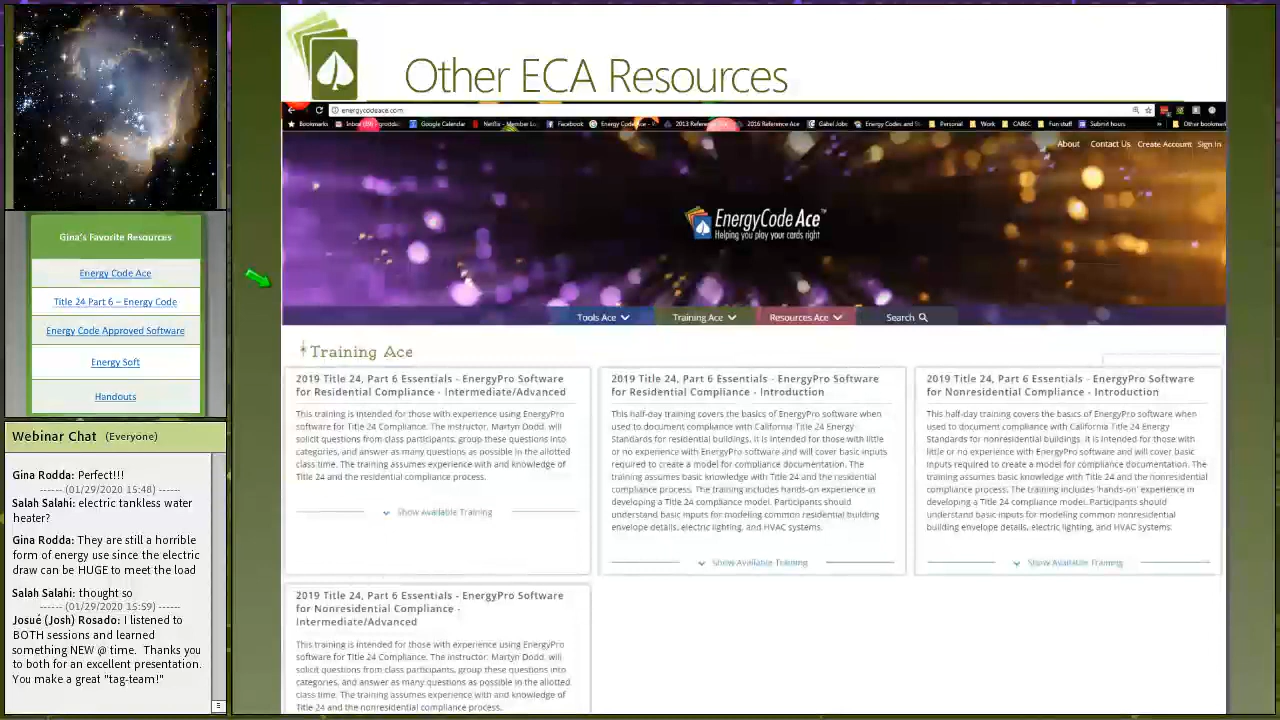 Other ECA Resources
energycodeace.com
Bookmarks
Google Calendar
Facebook
2016 Reference Ace
Gabel Jobs
Personal
Work
CABEC
Fun stuff
Submit hours
About Contact Us Create Account Sign In
EnergyCode Ace™
Helping you play your cards right
Tools Ace Training Ace Resources Ace Search
Training Ace
2019 Title 24, Part 6 Essentials - EnergyPro Software
for Residential Compliance - Intermediate/Advanced
This training is intended for those with experience using EnergyPro
software for Title 24 Compliance. The instructor, Martyn Dodd, will
solicit questions from class participants, group these questions into
categories, and answer as many questions as possible in the allotted
class time. The training assumes experience with and knowledge of
Title 24 and the residential compliance process.
Show Available Training
2019 Title 24, Part 6 Essentials - EnergyPro Software
for Residential Compliance - Introduction
This half-day training covers the basics of EnergyPro software when
used to document compliance with California Title 24 Energy
Standards for residential buildings. It is intended for those with little
or no experience with EnergyPro software and will cover basic inputs
required to create a model for compliance documentation. The
training assumes basic knowledge with Title 24 and the residential
compliance process. The training includes hands-on experience in
developing a Title 24 compliance model. Participants should
understand basic inputs for modeling common residential building
envelope details, electric lighting, and HVAC systems.
Show Available Training
2019 Title 24, Part 6 Essentials - EnergyPro Software
for Nonresidential Compliance - Introduction
This half-day training covers the basics of EnergyPro software when
used to document compliance with California Title 24 Energy
Standards for nonresidential buildings. It is intended for those with
little or no experience with EnergyPro software and will cover basic
inputs required to create a model for compliance documentation. The
training assumes basic knowledge with Title 24 and the nonresidential
compliance process. The training includes 'hands-on' experience in
developing a Title 24 compliance model. Participants should
understand basic inputs for modeling common nonresidential
building envelope details, electric lighting, and HVAC systems.
Show Available Training
2019 Title 24, Part 6 Essentials - EnergyPro Software
for Nonresidential Compliance -
Intermediate/Advanced
This training is intended for those with experience using EnergyPro
software for Title 24 Compliance. The instructor, Martyn Dodd, will
solicit questions from class participants, group these questions into
categories, and answer as many questions as possible in the allotted
class time. The training assumes experience with and knowledge of
Title 24 and the nonresidential compliance process.
Gina's Favorite Resources
Energy Code Ace
Title 24 Part 6 – Energy Code
Energy Code Approved Software
Energy Soft
Handouts
Webinar Chat (Everyone)
Gina Rodda: Perfect!!!
------ (01/29/2020 15:48) ------
Salah Salahi: electric tankless water
heater?
Gina Rodda: They are still a horrible
form of energy use since the electric
draw can be HUGE to meet the load
Salah Salahi: thought so
------ (01/29/2020 15:59) ------
Josué (Josh) Rosado: I listened to
BOTH sessions and learned
something NEW @ time. Thanks you
to both for an excellent presentation.
You make a great "tag-team!"